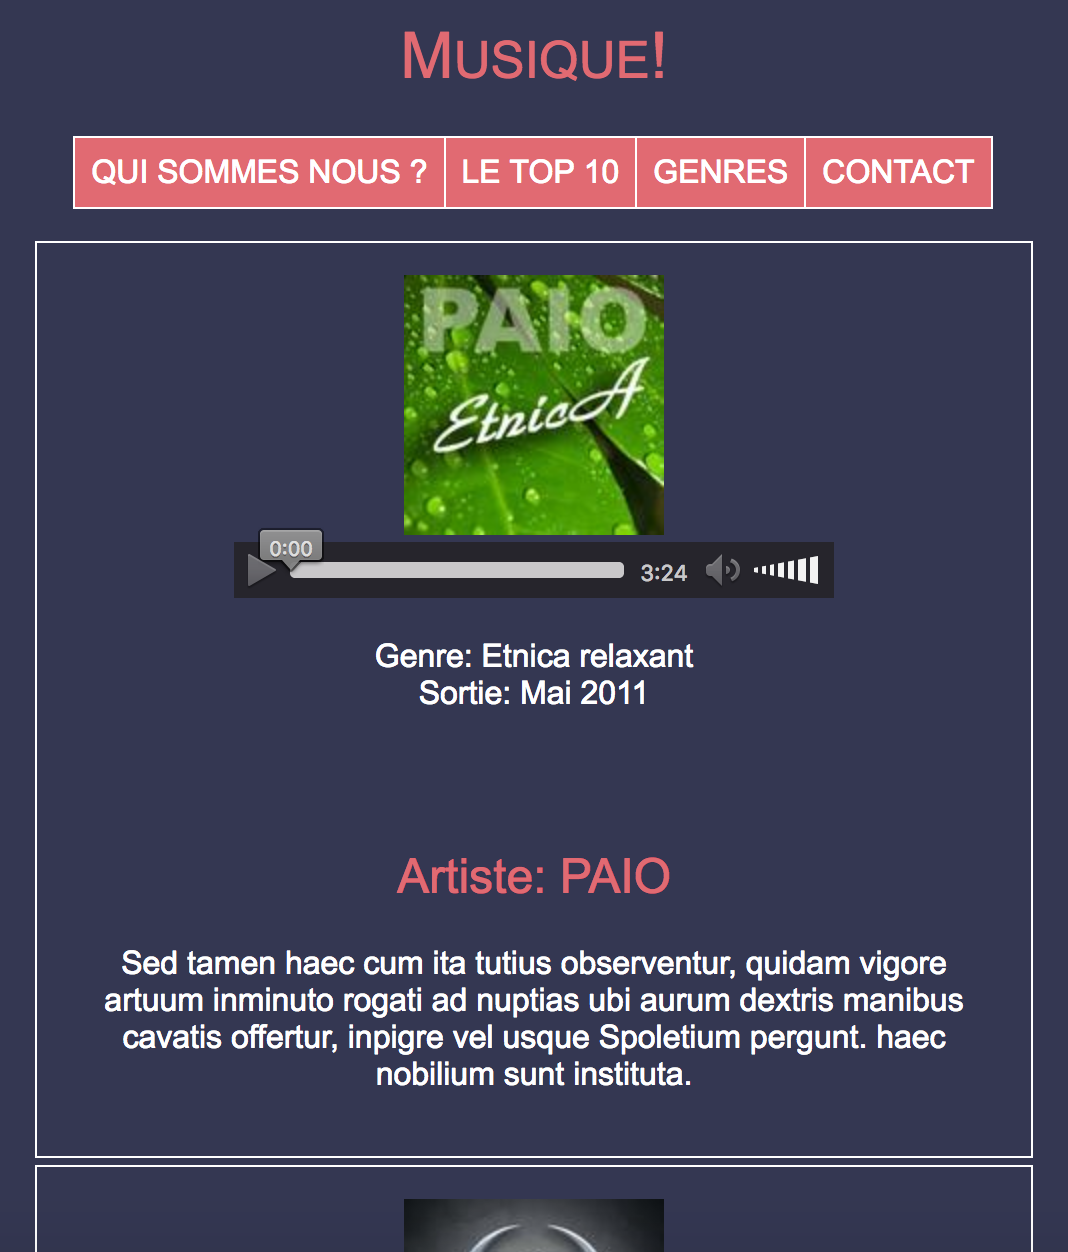 MUSIQUE!
QUI SOMMES NOUS ?
LE TOP 10
GENRES
CONTACT
PAIO
EtnicA
0:00
3:24
Genre: Etnica relaxant
Sortie: Mai 2011
Artiste: PAIO
Sed tamen haec cum ita tutius observentur, quidam vigore
artuum inminuto rogati ad nuptias ubi aurum dextris manibus
cavatis offertur, inpigre vel usque Spoletium pergunt. haec
nobilium sunt instituta.